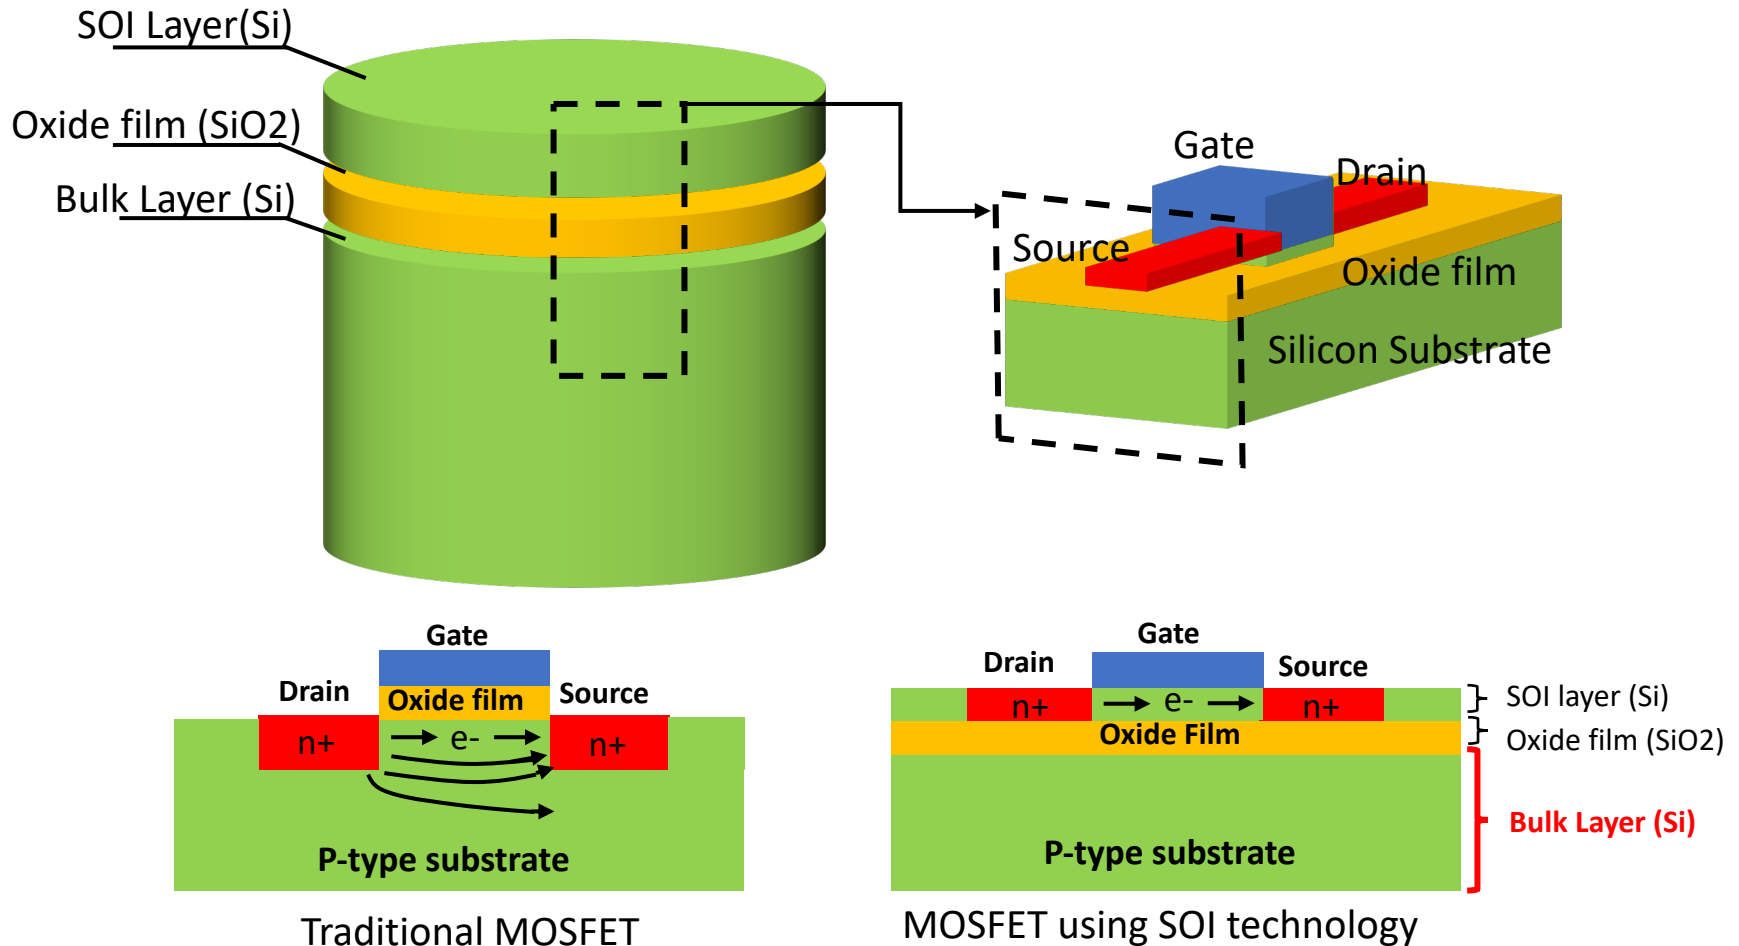 SOI Layer(Si)
Oxide film (SiO2)
Bulk Layer (Si)
Gate
Drain
Source
Oxide film
Silicon Substrate
Gate
Drain
Oxide film
Source
n+
e-
n+
P-type substrate
Traditional MOSFET
Gate
Drain
Source
n+
e-
n+
SOI layer (Si)
Oxide Film
Oxide film (SiO2)
Bulk Layer (Si)
P-type substrate
MOSFET using SOI technology